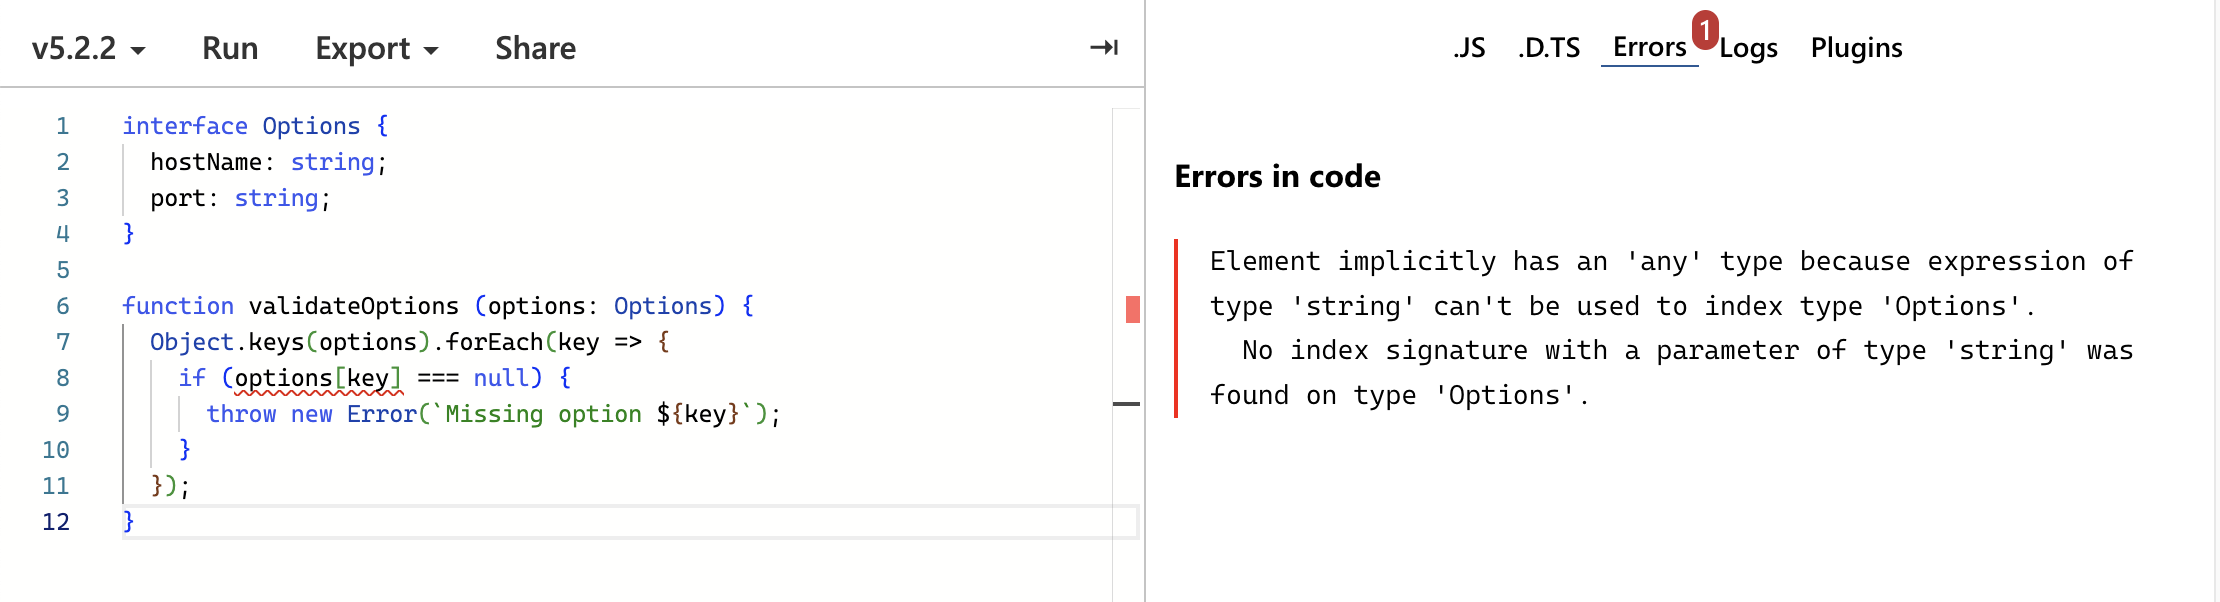 v5.2.2 Run Export Share
.JS .D.TS Errors 1 Logs Plugins
1 interface Options {
2   hostName: string;
3   port: string;
4 }
5
6 function validateOptions (options: Options) {
7   Object.keys(options).forEach(key => {
8     if (options[key] === null) {
9       throw new Error(`Missing option ${key}`);
10     }
11   });
12 }
Errors in code
Element implicitly has an 'any' type because expression of
type 'string' can't be used to index type 'Options'.
  No index signature with a parameter of type 'string' was
found on type 'Options'.